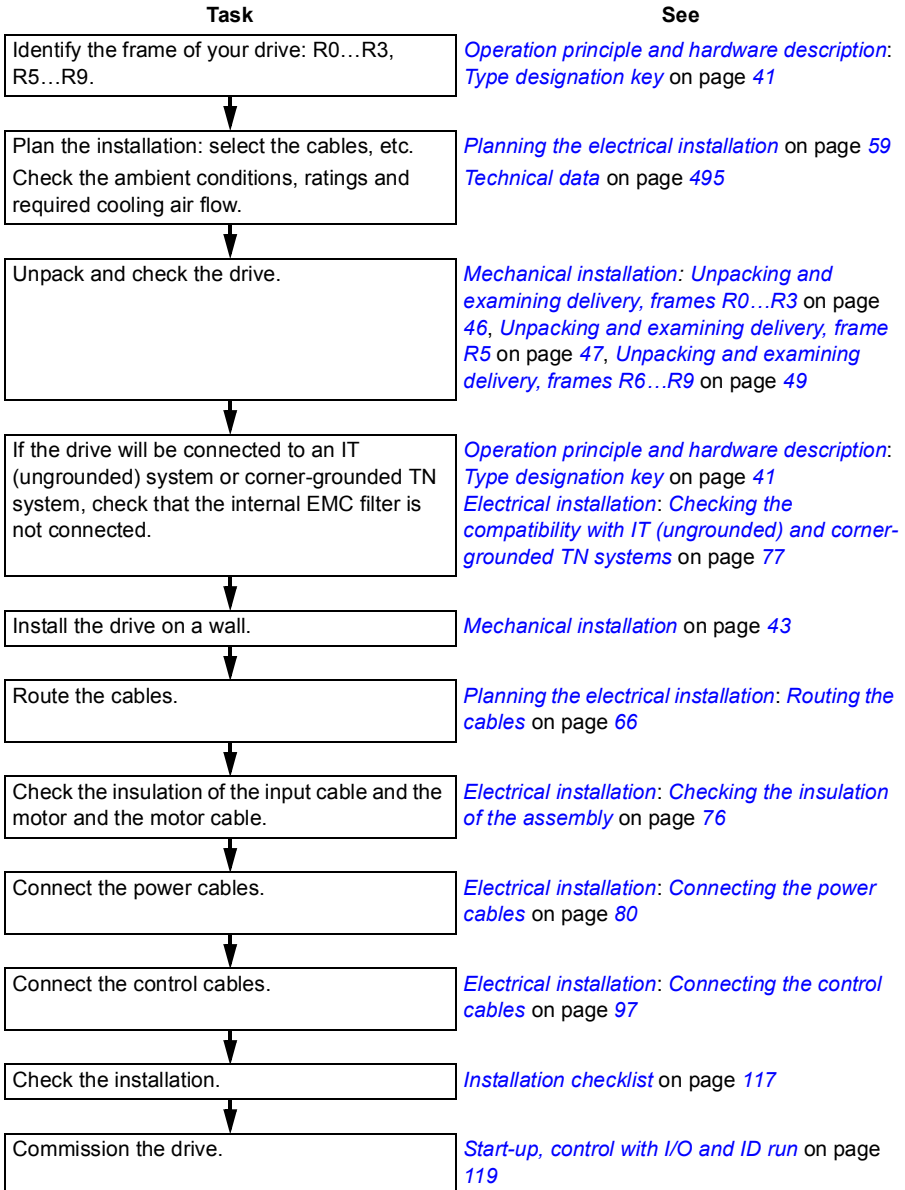 Task See
Identify the frame of your drive: R0…R3,
R5…R9.
Operation principle and hardware description:
Type designation key on page 41
Plan the installation: select the cables, etc.
Check the ambient conditions, ratings and
required cooling air flow.
Planning the electrical installation on page 59
Technical data on page 495
Unpack and check the drive.
Mechanical installation: Unpacking and
examining delivery, frames R0…R3 on page
46, Unpacking and examining delivery, frame
R5 on page 47, Unpacking and examining
delivery, frames R6…R9 on page 49
If the drive will be connected to an IT
(ungrounded) system or corner-grounded TN
system, check that the internal EMC filter is
not connected.
Operation principle and hardware description:
Type designation key on page 41
Electrical installation: Checking the
compatibility with IT (ungrounded) and corner-
grounded TN systems on page 77
Install the drive on a wall.
Mechanical installation on page 43
Route the cables.
Planning the electrical installation: Routing the
cables on page 66
Check the insulation of the input cable and the
motor and the motor cable.
Electrical installation: Checking the insulation
of the assembly on page 76
Connect the power cables.
Electrical installation: Connecting the power
cables on page 80
Connect the control cables.
Electrical installation: Connecting the control
cables on page 97
Check the installation.
Installation checklist on page 117
Commission the drive.
Start-up, control with I/O and ID run on page
119